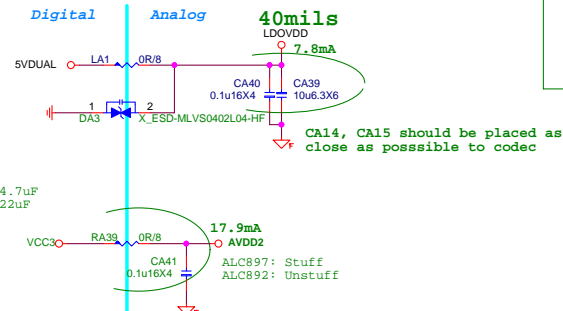 Digital Analog
40mils
LDOVDD
7.8mA
5VDUAL LA1 0R/8
CA40 CA39
0.1u16X4 10u6.3X6
1 2
DA3 X_ESD-MLVS0402L04-HF
CA14, CA15 should be placed as
close as posssible to codec
4.7uF
22uF
17.9mA
VCC3 RA39 0R/8 AVDD2
CA41 ALC897: Stuff
0.1u16X4 ALC892: Unstuff